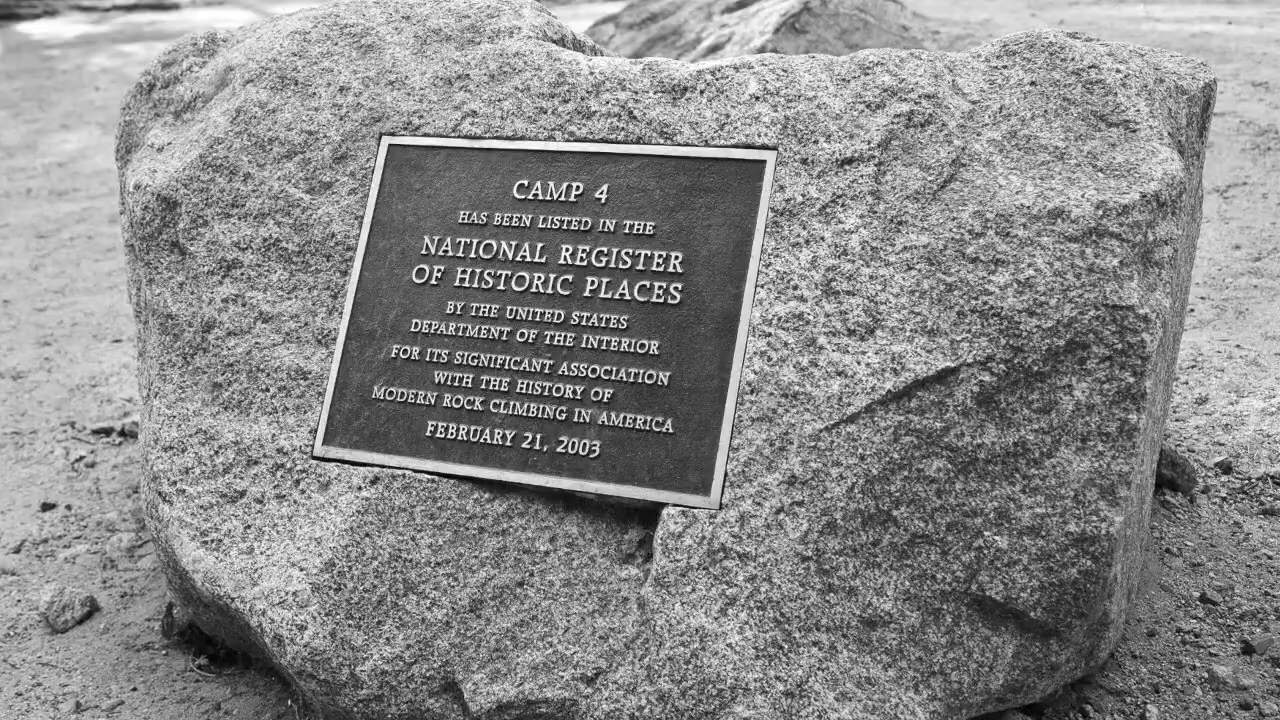 CAMP 4
HAS BEEN LISTED IN THE
NATIONAL REGISTER
OF HISTORIC PLACES
BY THE UNITED STATES
DEPARTMENT OF THE INTERIOR
FOR ITS SIGNIFICANT ASSOCIATION
WITH THE HISTORY OF
MODERN ROCK CLIMBING IN AMERICA
FEBRUARY 21, 2003